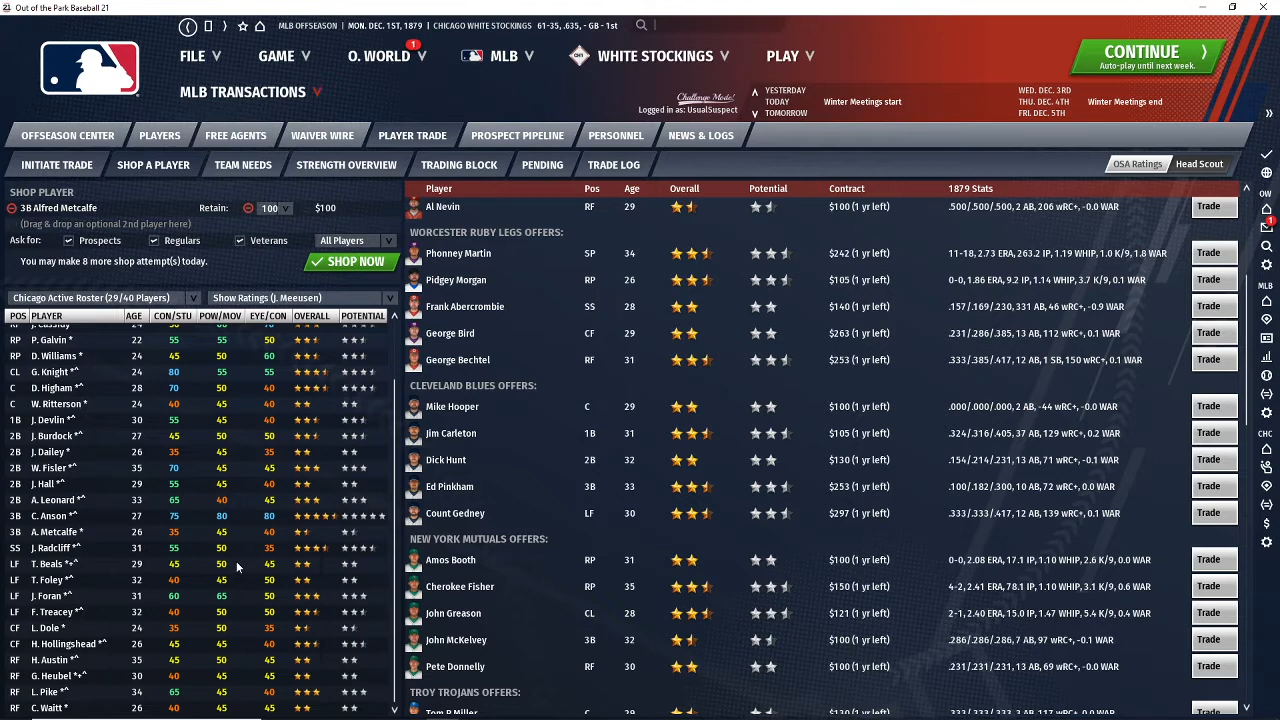 Out of the Park Baseball 21
MLB OFFSEASON | MON. DEC. 1ST, 1879 | CHICAGO WHITE STOCKINGS 61-35, .635, - GB - 1st
FILE GAME O. WORLD 1 MLB WHITE STOCKINGS PLAY
CONTINUE
Auto-play until next week.
MLB TRANSACTIONS
Challenge Mode!
Logged in as: UsualSuspect
YESTERDAY
TODAY Winter Meetings start
TOMORROW
WED. DEC. 3RD
THU. DEC. 4TH Winter Meetings end
FRI. DEC. 5TH
OFFSEASON CENTER PLAYERS FREE AGENTS WAIVER WIRE PLAYER TRADE PROSPECT PIPELINE PERSONNEL NEWS & LOGS
INITIATE TRADE SHOP A PLAYER TEAM NEEDS STRENGTH OVERVIEW TRADING BLOCK PENDING TRADE LOG OSA Ratings Head Scout
SHOP PLAYER
3B Alfred Metcalfe Retain: 100 $100
(Drag & drop an optional 2nd player here)
Ask for: Prospects Regulars Veterans All Players
You may make 8 more shop attempt(s) today. SHOP NOW
Chicago Active Roster (29/40 Players) Show Ratings (J. Meeusen)
POS PLAYER AGE CON/STU POW/MOV EYE/CON OVERALL POTENTIAL
RP J. Cassidy 24 50 60 70
RP P. Galvin * 22 55 55 50
RP D. Williams * 24 45 50 60
CL G. Knight *^ 24 80 55 55
C D. Higham *^ 28 70 50 40
C W. Ritterson * 24 40 45 40
1B J. Devlin *^ 30 55 45 45
2B J. Burdock *^ 27 45 50 50
2B J. Dailey * 26 35 45 35
2B W. Fisler *^ 35 70 45 45
2B J. Hall *^ 29 55 45 40
2B A. Leonard *^ 33 65 40 45
3B C. Anson *^ 27 75 80 80
3B A. Metcalfe * 26 35 45 40
SS J. Radcliff *^ 31 55 50 35
LF T. Beals *+^ 29 45 50 45
LF T. Foley *^ 32 40 45 50
LF J. Foran *^ 31 60 65 50
LF F. Treacey *^ 32 40 50 50
CF L. Dole * 24 35 50 35
CF H. Hollingshead *^ 26 45 45 40
RF H. Austin *^ 35 45 50 45
RF G. Heubel *+^ 30 40 45 40
RF L. Pike *^ 34 65 45 40
RF C. Waitt *^ 26 40 45 45
Player Pos Age Overall Potential Contract 1879 Stats
Al Nevin RF 29 $100 (1 yr left) .500/.500/.500, 2 AB, 206 wRC+, -0.0 WAR Trade
WORCESTER RUBY LEGS OFFERS:
Phonney Martin SP 34 $242 (1 yr left) 11-18, 2.73 ERA, 263.2 IP, 1.19 WHIP, 1.0 K/9, 1.8 WAR Trade
Ridgey Morgan RP 26 $105 (1 yr left) 0-0, 1.86 ERA, 9.2 IP, 1.14 WHIP, 3.7 K/9, 0.1 WAR Trade
Frank Abercrombie SS 28 $140 (1 yr left) .157/.169/.230, 331 AB, 46 wRC+, -0.9 WAR Trade
George Bird CF 29 $263 (1 yr left) .231/.286/.385, 13 AB, 112 wRC+, 0.1 WAR Trade
George Bechtel RF 31 $253 (1 yr left) .333/.385/.417, 12 AB, 1 SB, 150 wRC+, 0.1 WAR Trade
CLEVELAND BLUES OFFERS:
Mike Hooper C 29 $100 (1 yr left) .000/.000/.000, 2 AB, -44 wRC+, -0.0 WAR Trade
Jim Carleton 1B 31 $105 (1 yr left) .324/.316/.405, 37 AB, 129 wRC+, 0.2 WAR Trade
Dick Hunt 2B 32 $130 (1 yr left) .154/.214/.231, 13 AB, 71 wRC+, -0.1 WAR Trade
Ed Pinkham 3B 33 $253 (1 yr left) .100/.182/.300, 10 AB, 72 wRC+, 0.0 WAR Trade
Count Gedney LF 30 $297 (1 yr left) .333/.333/.417, 12 AB, 139 wRC+, 0.1 WAR Trade
NEW YORK MUTUALS OFFERS:
Amos Booth RP 31 $100 (1 yr left) 0-0, 2.08 ERA, 17.1 IP, 1.10 WHIP, 2.6 K/9, 0.1 WAR Trade
Cherokee Fisher RP 35 $150 (1 yr left) 4-2, 2.41 ERA, 78.1 IP, 1.10 WHIP, 3.1 K/9, 0.6 WAR Trade
John Greason CL 28 $121 (1 yr left) 2-1, 2.40 ERA, 15.0 IP, 1.47 WHIP, 5.4 K/9, 0.4 WAR Trade
John McKelvey 3B 32 $100 (1 yr left) .286/.286/.286, 7 AB, 97 wRC+, -0.1 WAR Trade
Pete Donnelly RF 30 $100 (1 yr left) .231/.231/.231, 13 AB, 69 wRC+, -0.0 WAR Trade
TROY TROJANS OFFERS:
OW
1
MLB
CHC